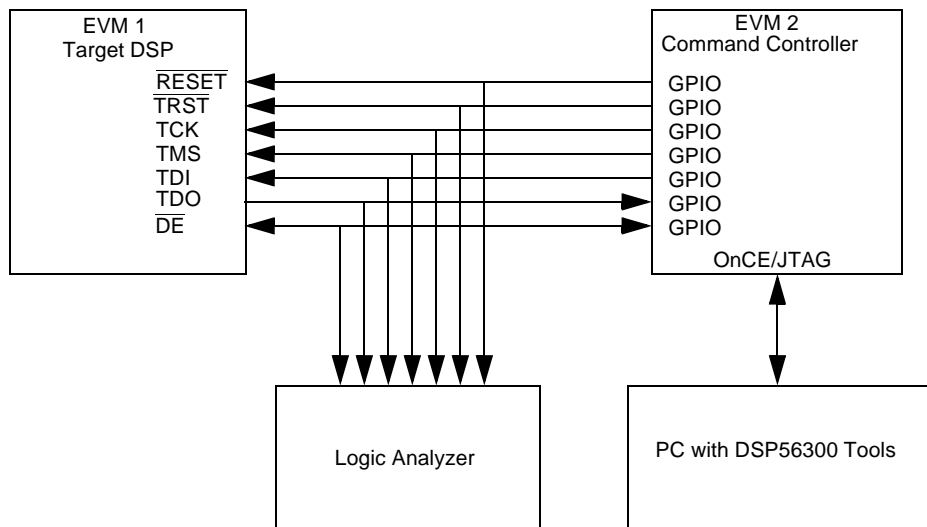 EVM 1
Target DSP
RESET
TRST
TCK
TMS
TDI
TDO
DE
EVM 2
Command Controller
GPIO
GPIO
GPIO
GPIO
GPIO
GPIO
GPIO
OnCE/JTAG
Logic Analyzer
PC with DSP56300 Tools